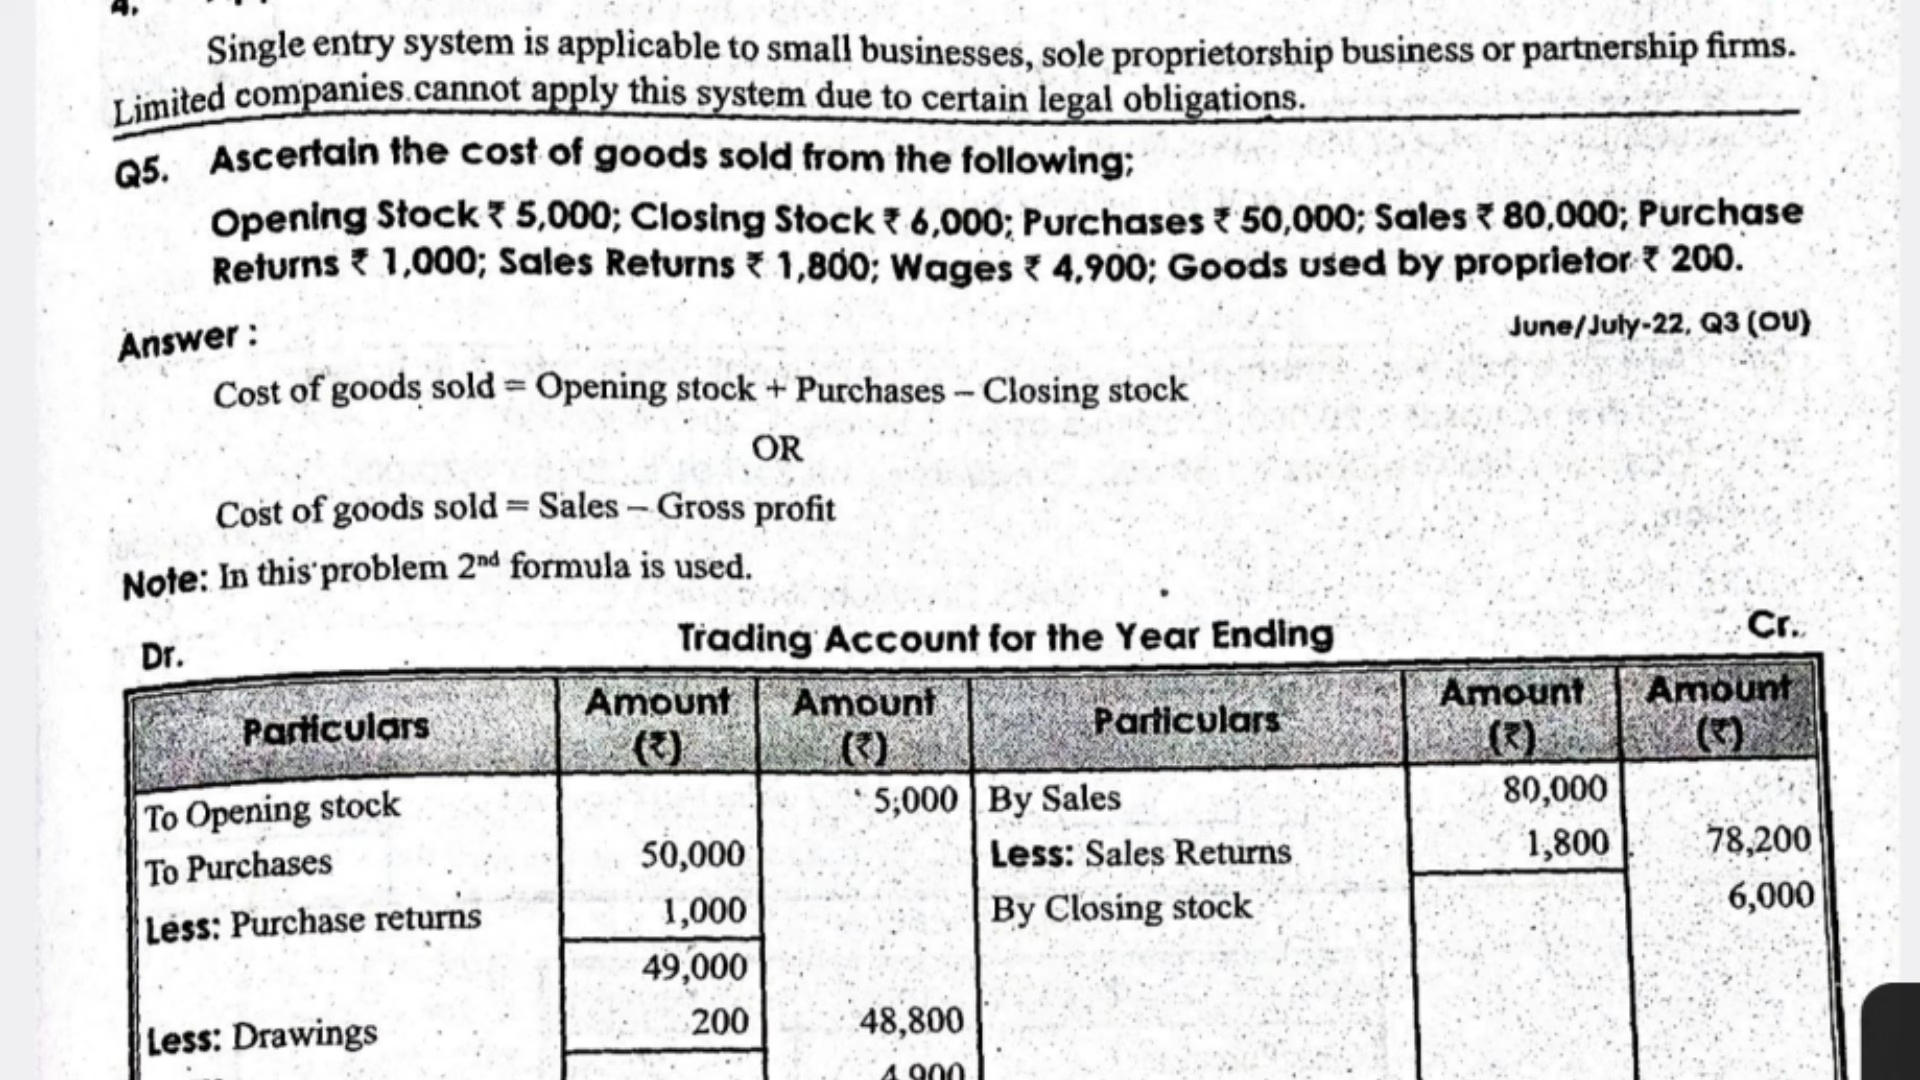 4.
Single entry system is applicable to small businesses, sole proprietorship business or partnership firms.
Limited companies cannot apply this system due to certain legal obligations.
Q5. Ascertain the cost of goods sold from the following;
Opening Stock ₹ 5,000; Closing Stock ₹ 6,000; Purchases ₹ 50,000; Sales ₹ 80,000; Purchase
Returns ₹ 1,000; Sales Returns ₹ 1,800; Wages ₹ 4,900; Goods used by proprietor ₹ 200.
Answer : June/July-22, Q3 (OU)
Cost of goods sold = Opening stock + Purchases – Closing stock
OR
Cost of goods sold = Sales – Gross profit
Note: In this problem 2nd formula is used.
Dr. Trading Account for the Year Ending Cr.
Particulars Amount (₹) Amount (₹) Particulars Amount (₹) Amount (₹)
To Opening stock 5,000 By Sales 80,000
To Purchases 50,000 Less: Sales Returns 1,800 78,200
Less: Purchase returns 1,000 By Closing stock 6,000
49,000
Less: Drawings 200 48,800
4,900